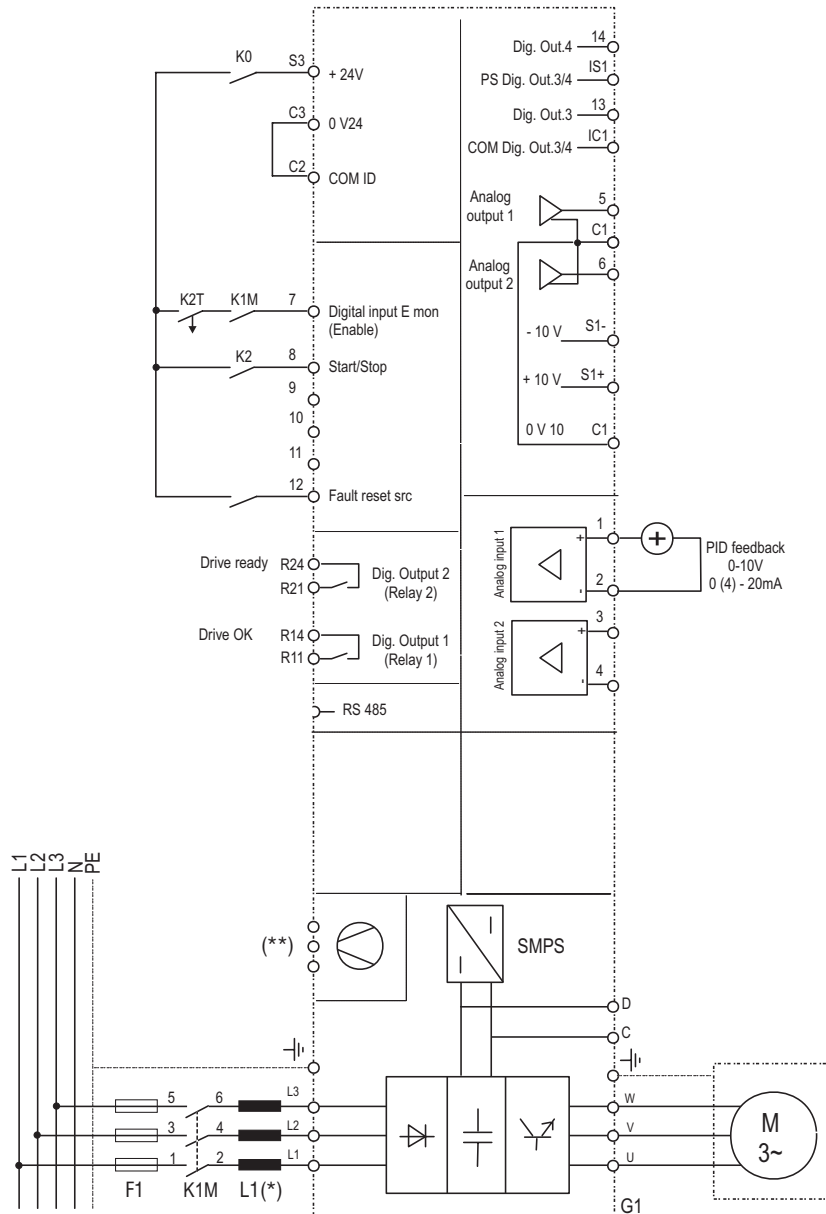 K0
S3
+ 24V
C3
0 V24
C2
COM ID
K2T
K1M
7
Digital input E mon
(Enable)
K2
8
Start/Stop
9
10
11
12
Fault reset src
Drive ready
R24
R21
Dig. Output 2
(Relay 2)
Drive OK
R14
R11
Dig. Output 1
(Relay 1)
RS 485
Dig. Out.4
14
PS Dig. Out.3/4
IS1
Dig. Out.3
13
COM Dig. Out.3/4
IC1
Analog
output 1
5
C1
Analog
output 2
6
- 10 V
S1-
+ 10 V
S1+
0 V 10
C1
Analog input 1
1
+
2
-
+
PID feedback
0-10V
0 (4) - 20mA
Analog input 2
3
+
4
-
L1
L2
L3
N
PE
(**)
SMPS
D
C
5
6
L3
W
3
4
L2
V
1
2
L1
U
F1
K1M
L1(*)
M
3~
G1